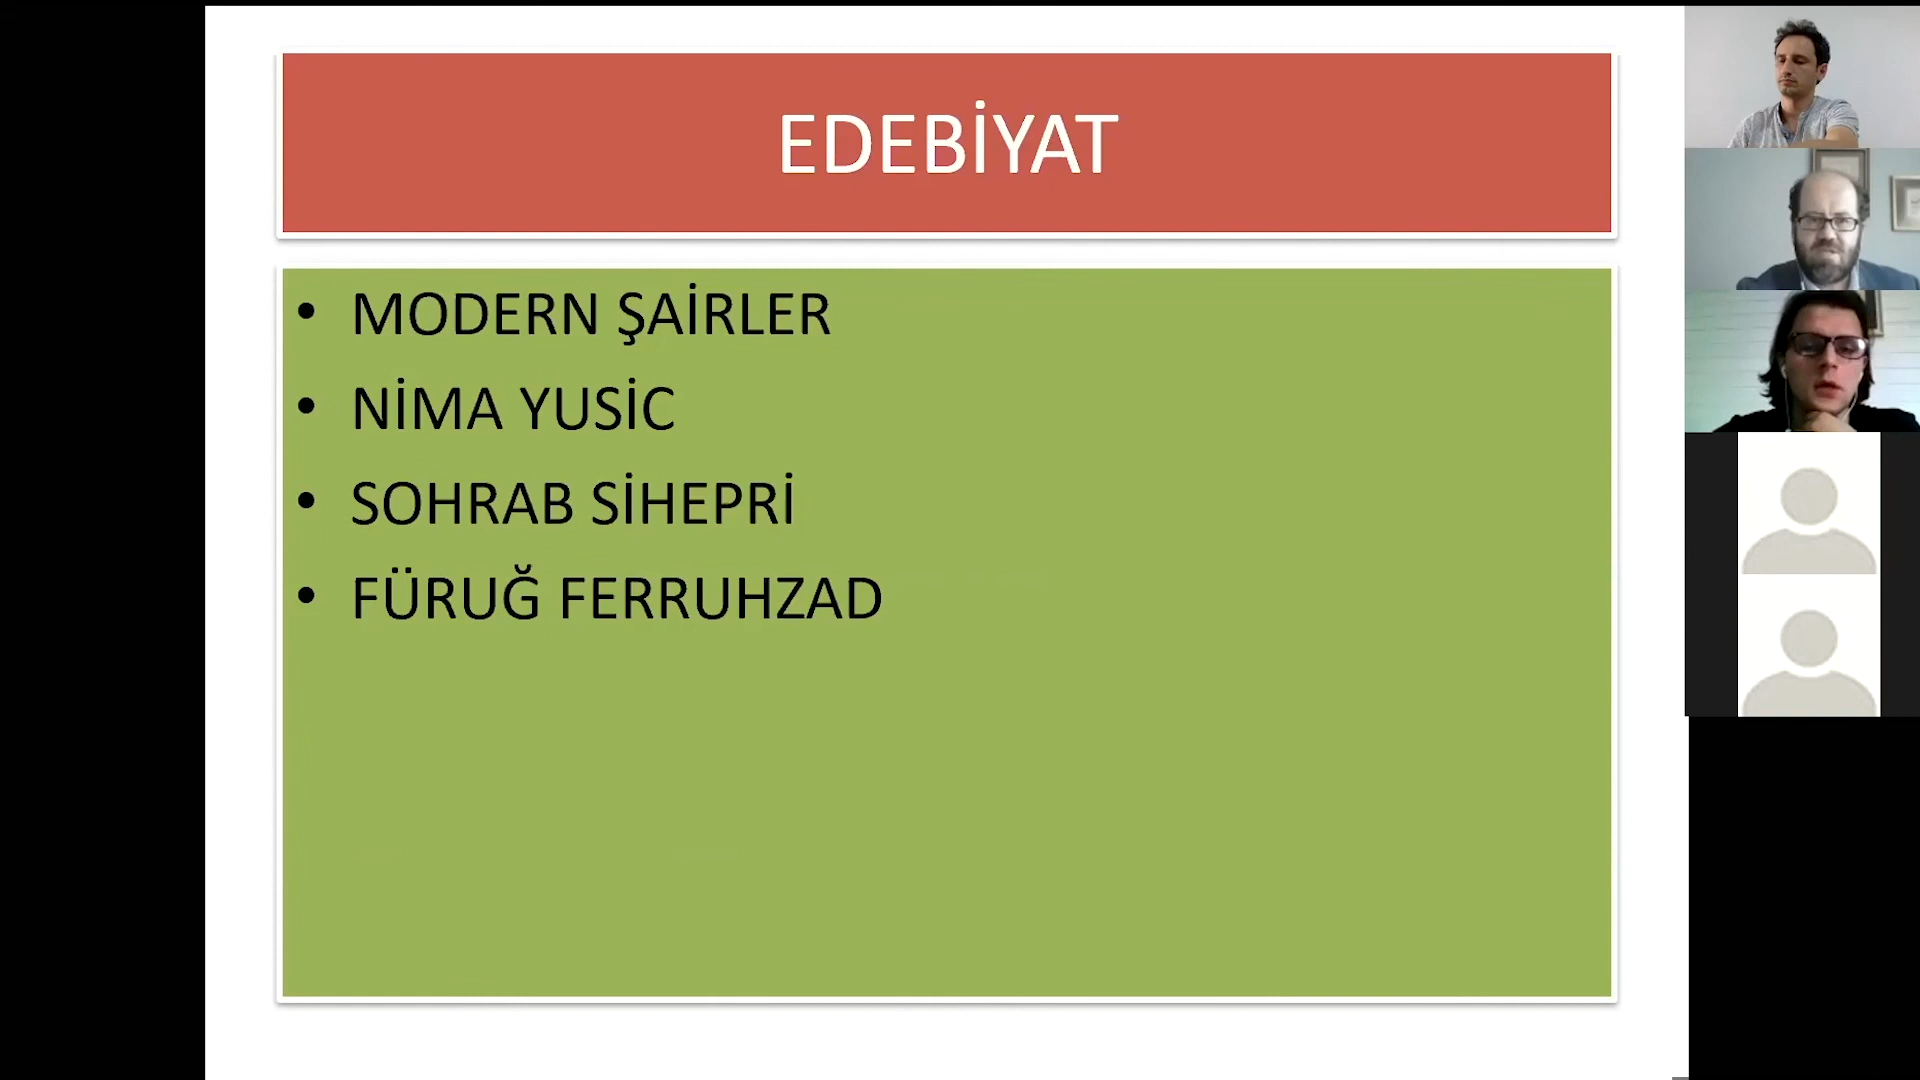 EDEBİYAT
• MODERN ŞAİRLER
• NİMA YUSİC
• SOHRAB SİHEPRİ
• FÜRUĞ FERRUHZAD